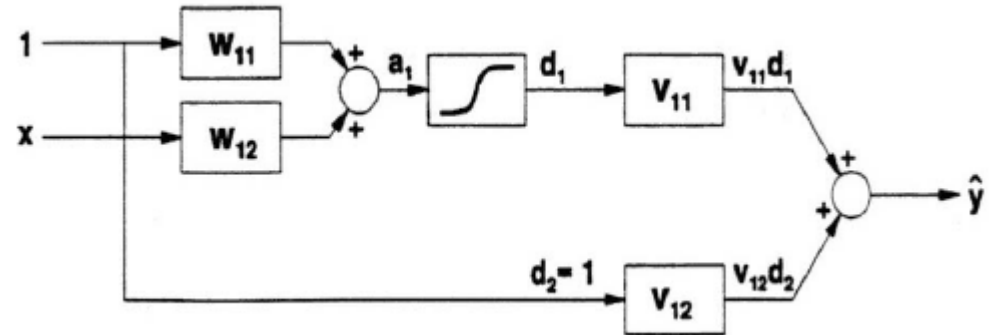 1
W₁₁
+
a₁
d₁
V₁₁
v₁₁d₁
x
W₁₂
+
+
ŷ
+
d₂= 1
V₁₂
v₁₂d₂